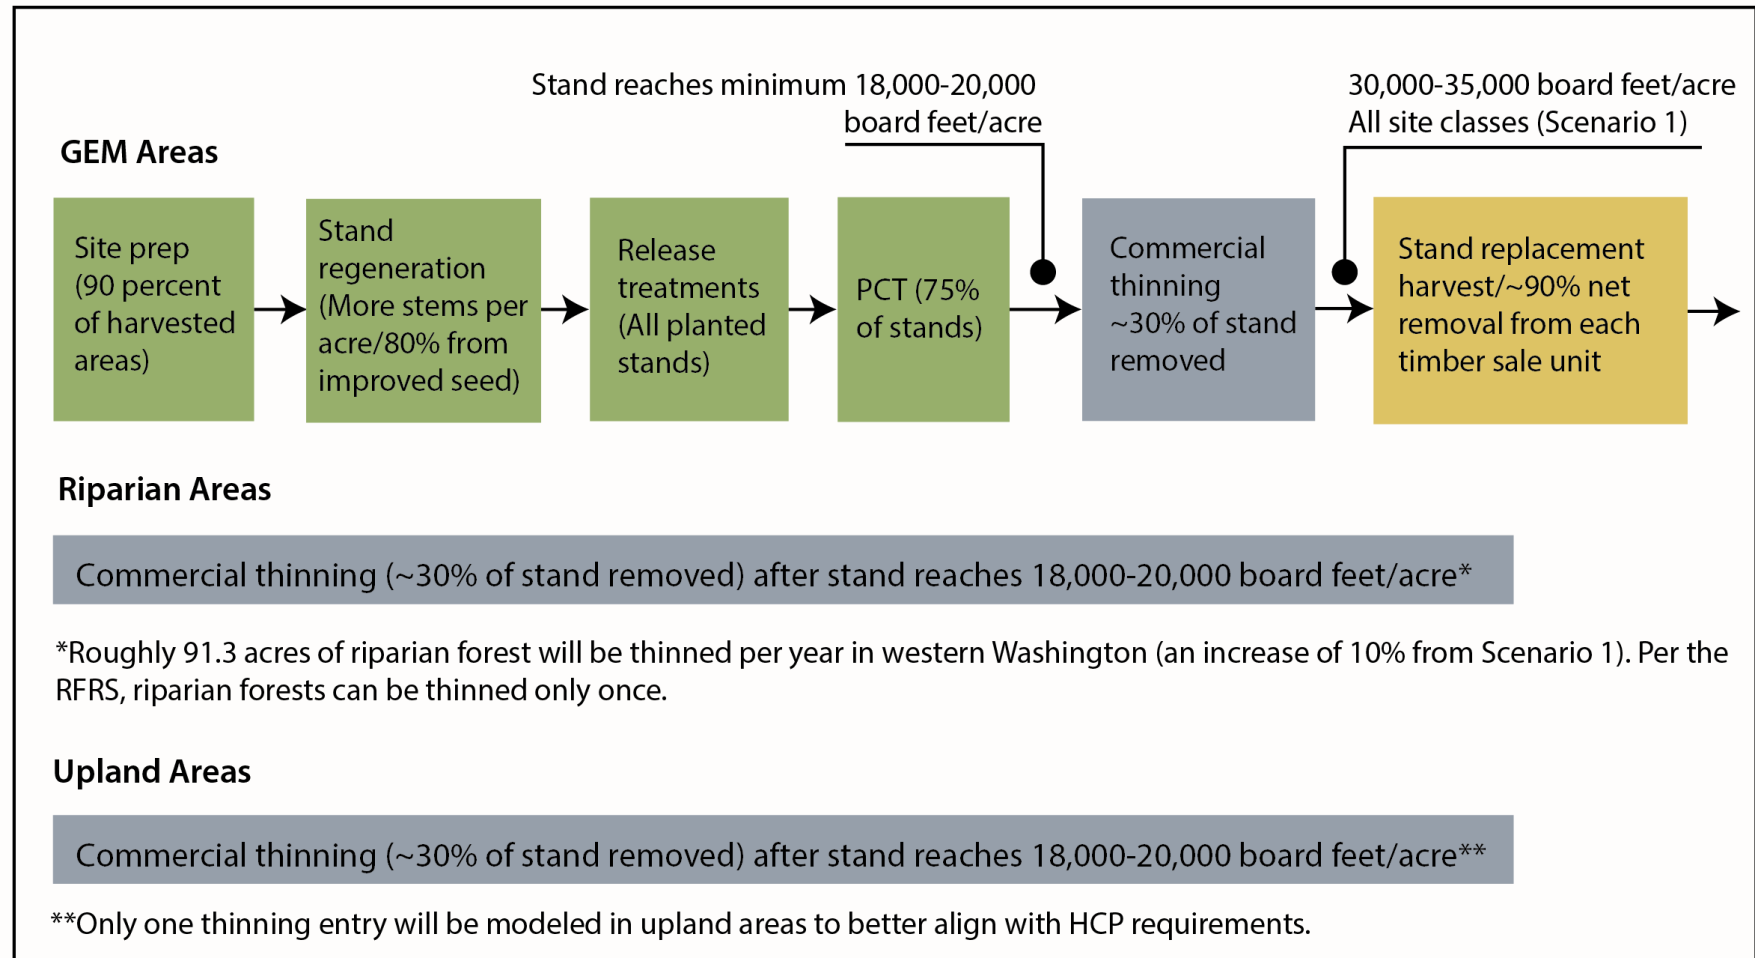 Stand reaches minimum 18,000-20,000
board feet/acre
30,000-35,000 board feet/acre
All site classes (Scenario 1)
GEM Areas
Site prep
(90 percent
of harvested
areas)
Stand
regeneration
(More stems per
acre/80% from
improved seed)
Release
treatments
(All planted
stands)
PCT (75%
of stands)
Commercial
thinning
~30% of stand
removed
Stand replacement
harvest/~90% net
removal from each
timber sale unit
Riparian Areas
Commercial thinning (~30% of stand removed) after stand reaches 18,000-20,000 board feet/acre*
*Roughly 91.3 acres of riparian forest will be thinned per year in western Washington (an increase of 10% from Scenario 1). Per the
RFRS, riparian forests can be thinned only once.
Upland Areas
Commercial thinning (~30% of stand removed) after stand reaches 18,000-20,000 board feet/acre**
**Only one thinning entry will be modeled in upland areas to better align with HCP requirements.